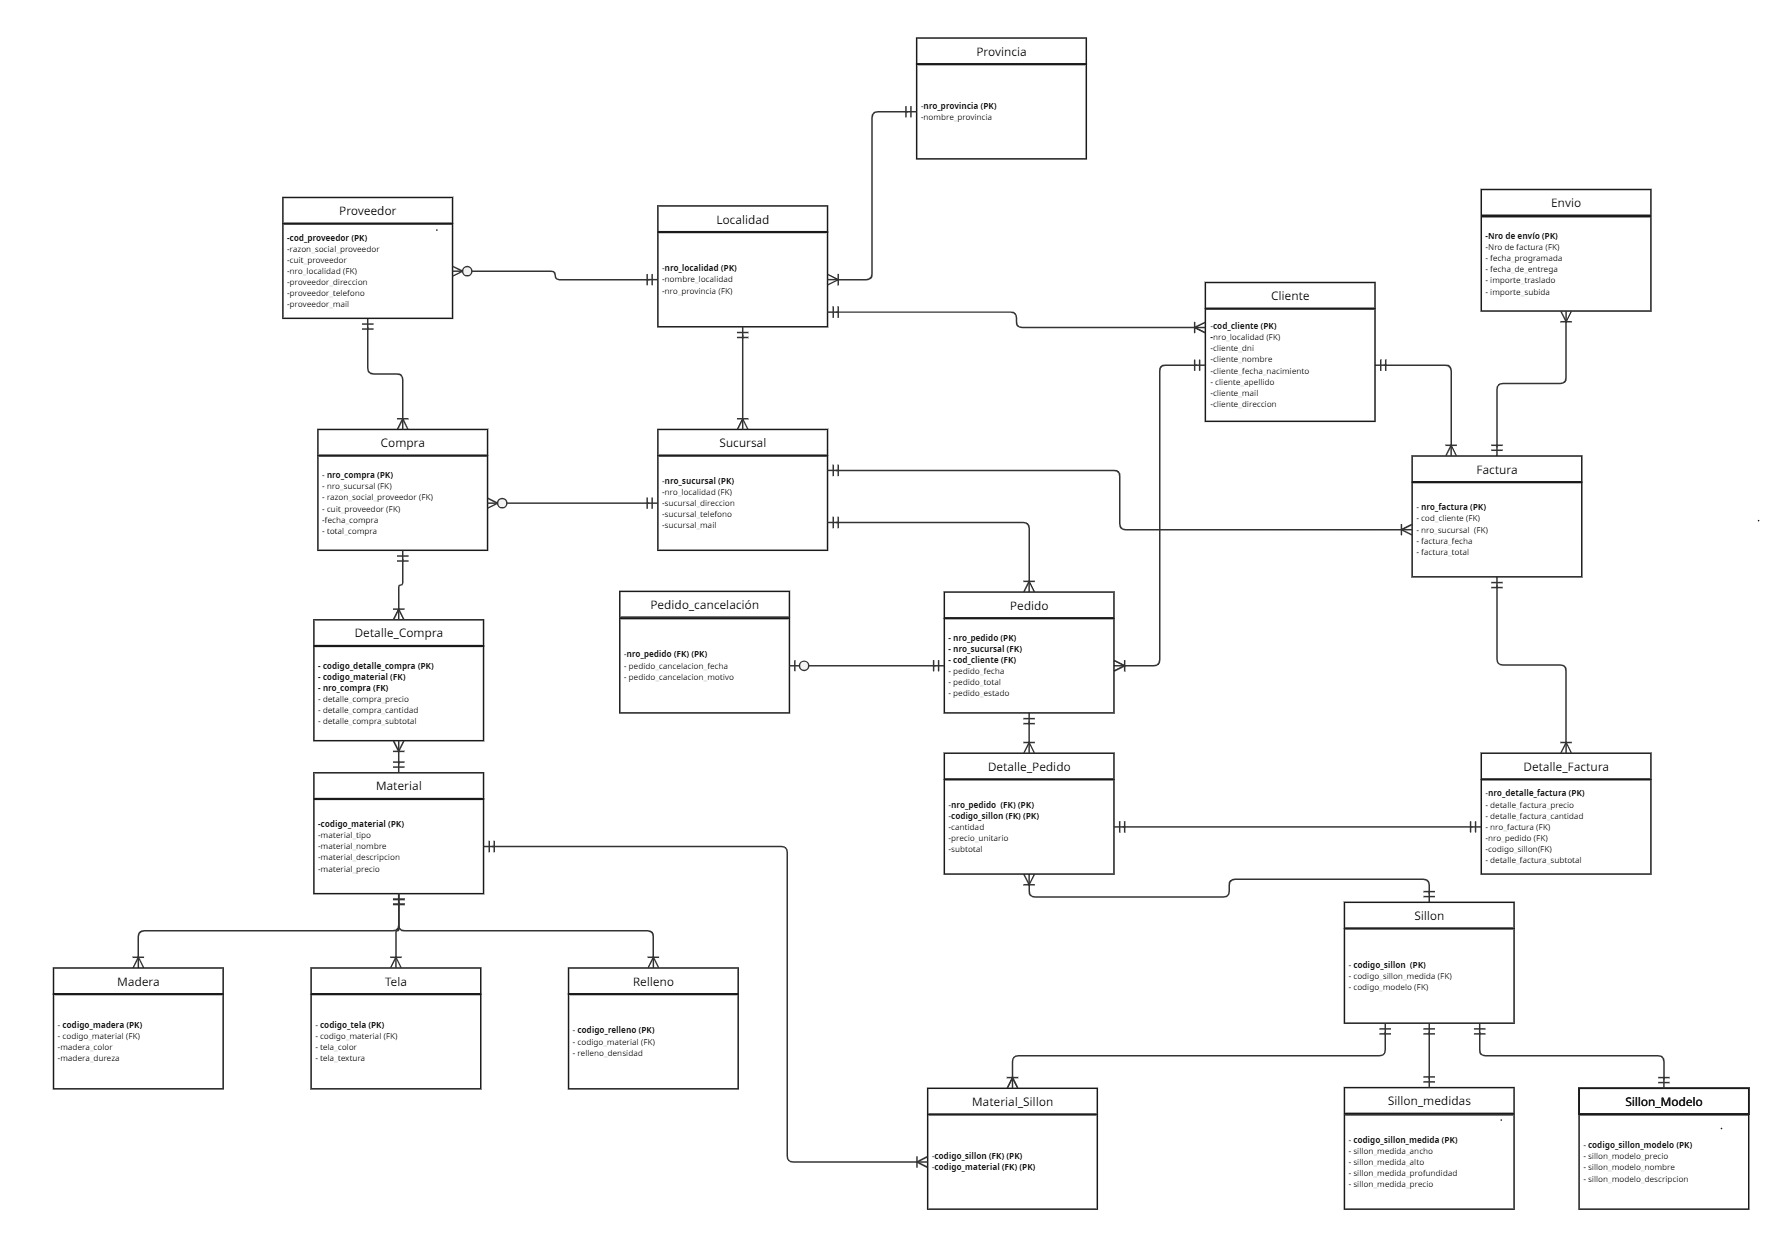 Provincia
-nro_provincia (PK)
-nombre_provincia
Proveedor
-cod_proveedor (PK)
-razon_social_proveedor
-cuit_proveedor
-nro_localidad (FK)
-proveedor_direccion
-proveedor_telefono
-proveedor_mail
Localidad
-nro_localidad (PK)
-nombre_localidad
-nro_provincia (FK)
Envio
-Nro de envío (PK)
-Nro de factura (FK)
- fecha_programada
- fecha_de_entrega
- importe_traslado
- importe_subida
Cliente
-cod_cliente (PK)
-nro_localidad (FK)
-cliente_dni
-cliente_nombre
-cliente_fecha_nacimiento
- cliente_apellido
-cliente_mail
-cliente_direccion
Compra
- nro_compra (PK)
- nro_sucursal (FK)
- razon_social_proveedor (FK)
- cuit_proveedor (FK)
-fecha_compra
- total_compra
Sucursal
-nro_sucursal (PK)
-nro_localidad (FK)
-sucursal_direccion
-sucursal_telefono
-sucursal_mail
Factura
- nro_factura (PK)
- cod_cliente (FK)
- nro_sucursal (FK)
- factura_fecha
- factura_total
Pedido_cancelación
-nro_pedido (FK) (PK)
- pedido_cancelacion_fecha
- pedido_cancelacion_motivo
Pedido
- nro_pedido (PK)
- nro_sucursal (FK)
- cod_cliente (FK)
- pedido_fecha
- pedido_total
- pedido_estado
Detalle_Compra
- codigo_detalle_compra (PK)
- codigo_material (FK)
- nro_compra (FK)
- detalle_compra_precio
- detalle_compra_cantidad
- detalle_compra_subtotal
Detalle_Pedido
-nro_pedido (FK) (PK)
-codigo_sillon (FK) (PK)
-cantidad
-precio_unitario
-subtotal
Detalle_Factura
-nro_detalle_factura (PK)
- detalle_factura_precio
- detalle_factura_cantidad
- nro_factura (FK)
-nro_pedido (FK)
-codigo_sillon(FK)
- detalle_factura_subtotal
Material
-codigo_material (PK)
-material_tipo
-material_nombre
-material_descripcion
-material_precio
Sillon
- codigo_sillon (PK)
- codigo_sillon_medida (FK)
- codigo_modelo (FK)
Madera
- codigo_madera (PK)
- codigo_material (FK)
-madera_color
-madera_dureza
Tela
- codigo_tela (PK)
- codigo_material (FK)
- tela_color
- tela_textura
Relleno
- codigo_relleno (PK)
- codigo_material (FK)
- relleno_densidad
Material_Sillon
-codigo_sillon (FK) (PK)
-codigo_material (FK) (PK)
Sillon_medidas
- codigo_sillon_medida (PK)
- sillon_medida_ancho
- sillon_medida_alto
- sillon_medida_profundidad
- sillon_medida_precio
Sillon_Modelo
- codigo_sillon_modelo (PK)
- sillon_modelo_precio
- sillon_modelo_nombre
- sillon_modelo_descripcion